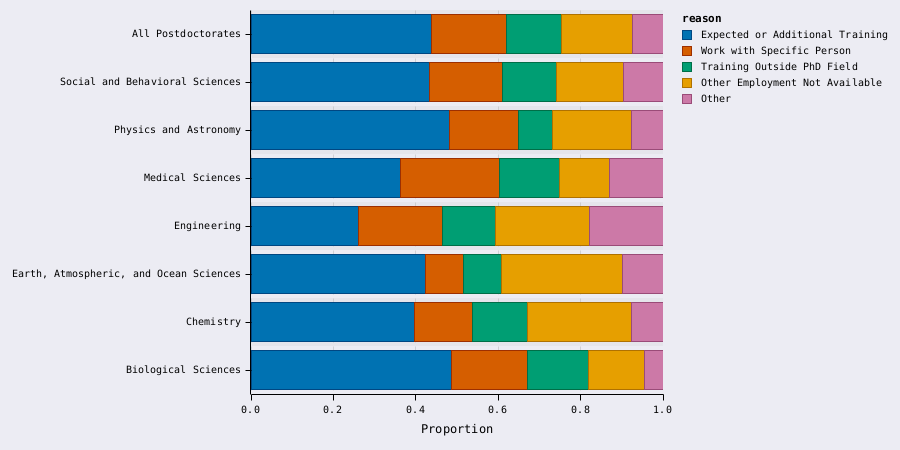 All Postdoctorates
Social and Behavioral Sciences
Physics and Astronomy
Medical Sciences
Engineering
Earth, Atmospheric, and Ocean Sciences
Chemistry
Biological Sciences
0.0 0.2 0.4 0.6 0.8 1.0
Proportion
reason
Expected or Additional Training
Work with Specific Person
Training Outside PhD Field
Other Employment Not Available
Other